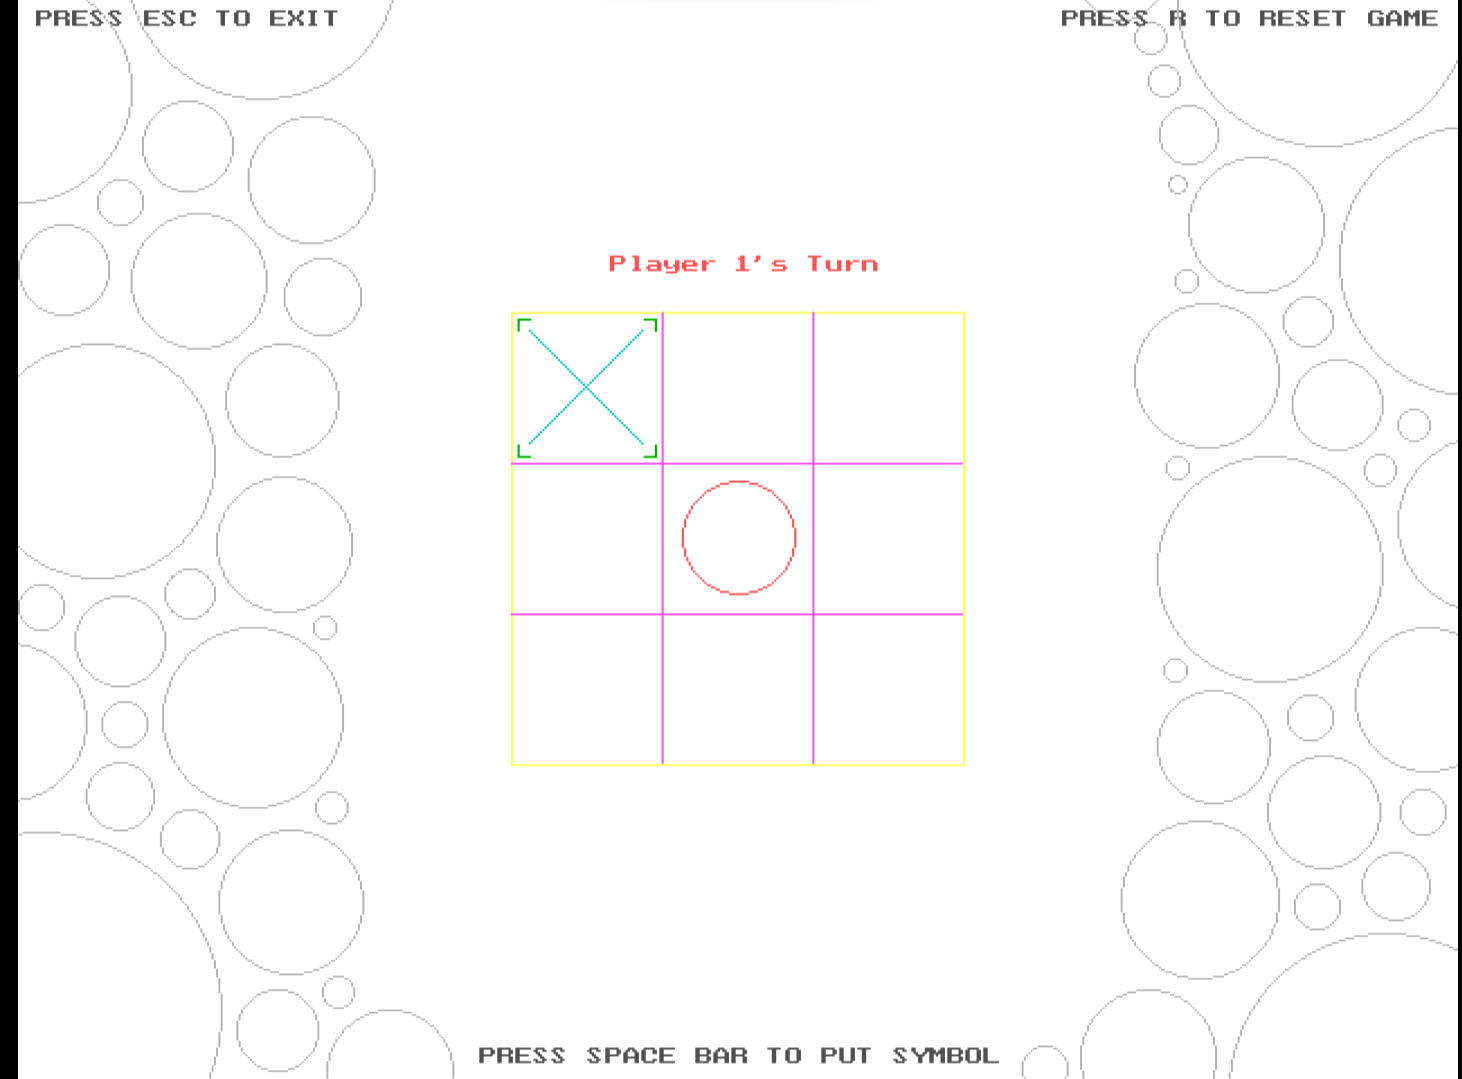 PRESS ESC TO EXIT
PRESS R TO RESET GAME
Player 1's Turn
PRESS SPACE BAR TO PUT SYMBOL